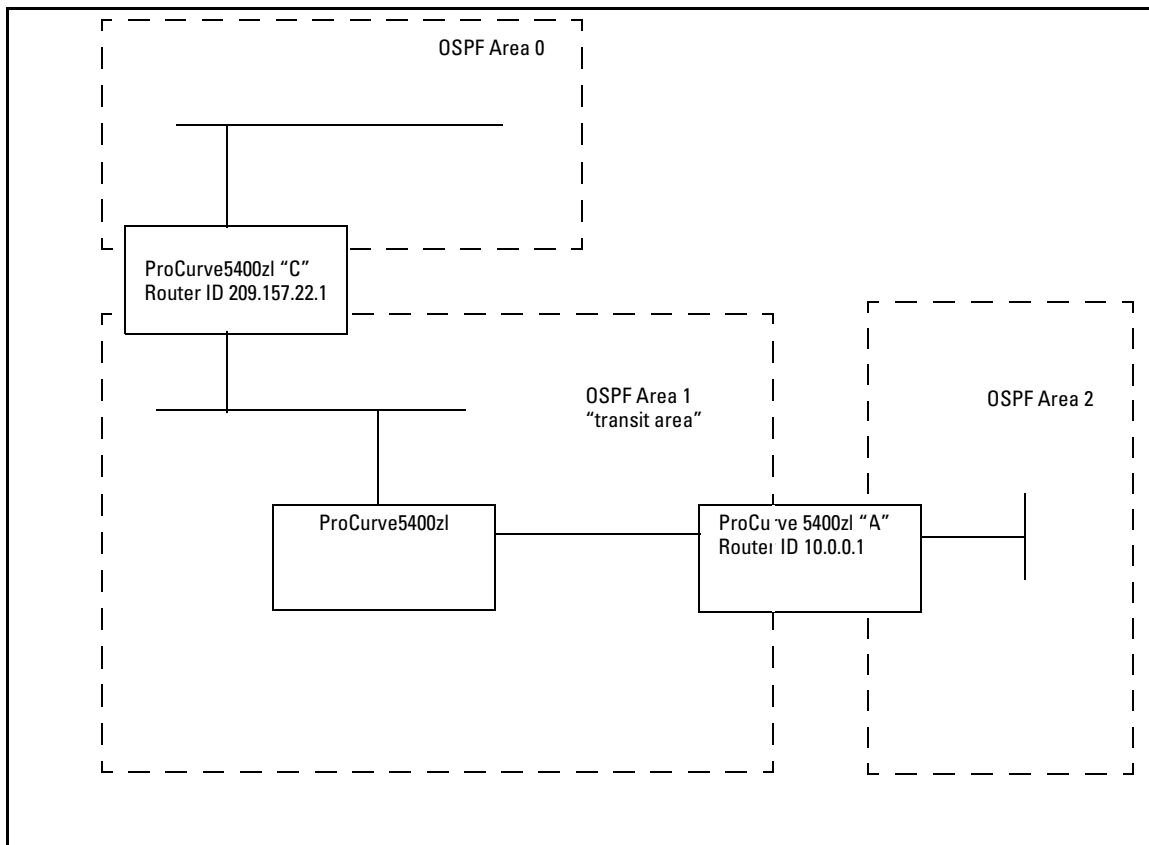 OSPF Area 0
ProCurve5400zl “C”
Router ID 209.157.22.1
OSPF Area 1
“transit area”
OSPF Area 2
ProCurve5400zl
ProCurve 5400zl “A”
Router ID 10.0.0.1